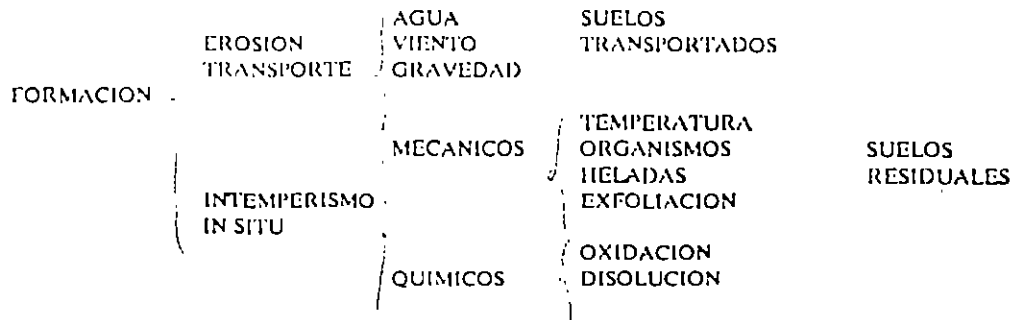 AGUA SUELOS
EROSION VIENTO TRANSPORTADOS
TRANSPORTE GRAVEDAD
FORMACION
TEMPERATURA
MECANICOS ORGANISMOS SUELOS
HELADAS RESIDUALES
INTEMPERISMO EXFOLIACION
IN SITU
OXIDACION
QUIMICOS DISOLUCION